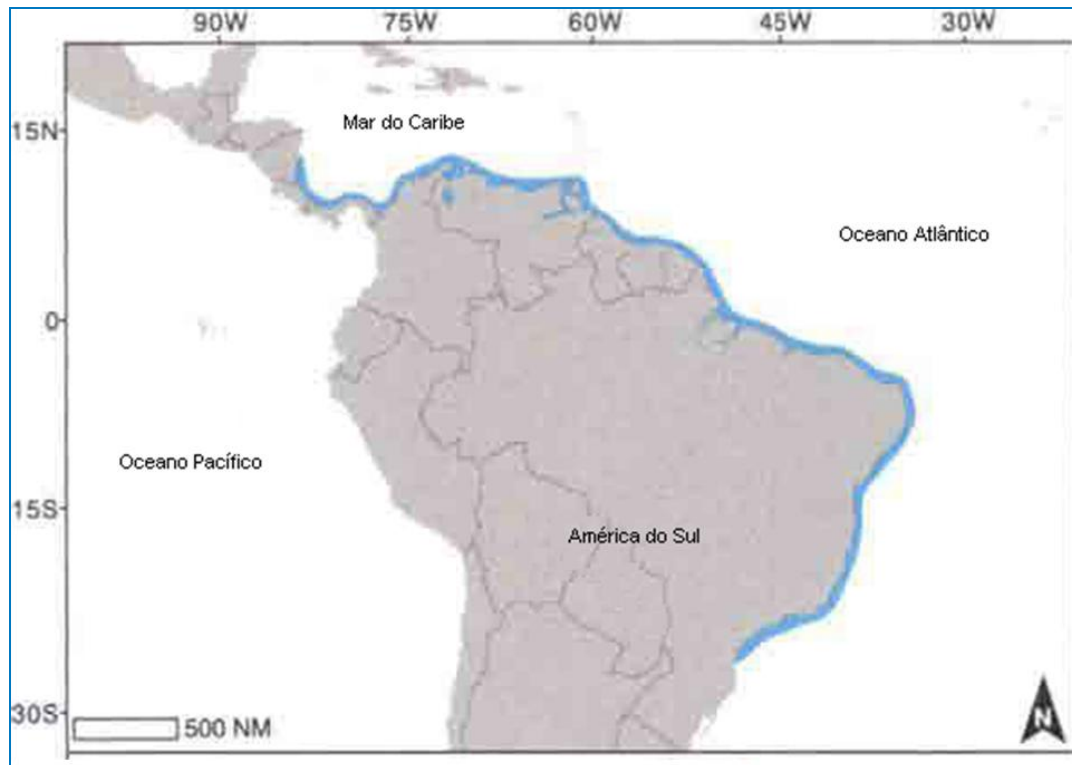 90W 75W 60W 45W 30W
15N
Mar do Caribe
Oceano Atlântico
0
Oceano Pacífico
15S
América do Sul
30S
500 NM
N